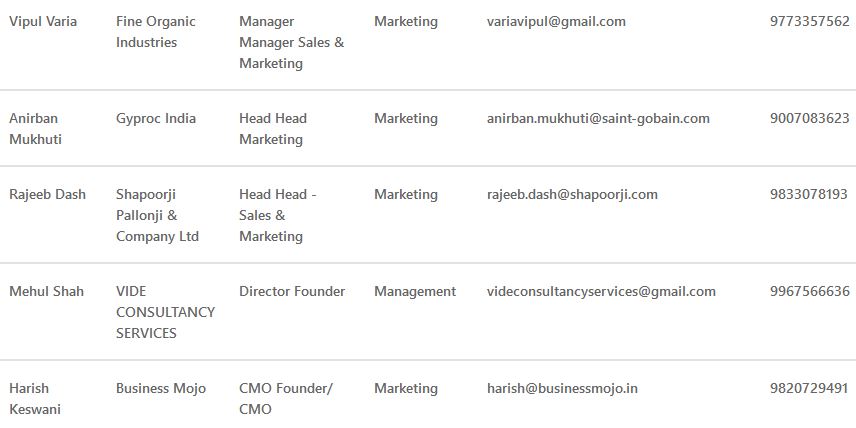 Vipul Varia Fine Organic Manager Marketing variavipul@gmail.com 9773357562
Industries Manager Sales &
Marketing
Anirban Gyproc India Head Head Marketing anirban.mukhuti@saint-gobain.com 9007083623
Mukhuti Marketing
Rajeeb Dash Shapoorji Head Head - Marketing rajeeb.dash@shapoorji.com 9833078193
Pallonji & Sales &
Company Ltd Marketing
Mehul Shah VIDE Director Founder Management videconsultancyservices@gmail.com 9967566636
CONSULTANCY
SERVICES
Harish Business Mojo CMO Founder/ Marketing harish@businessmojo.in 9820729491
Keswani CMO